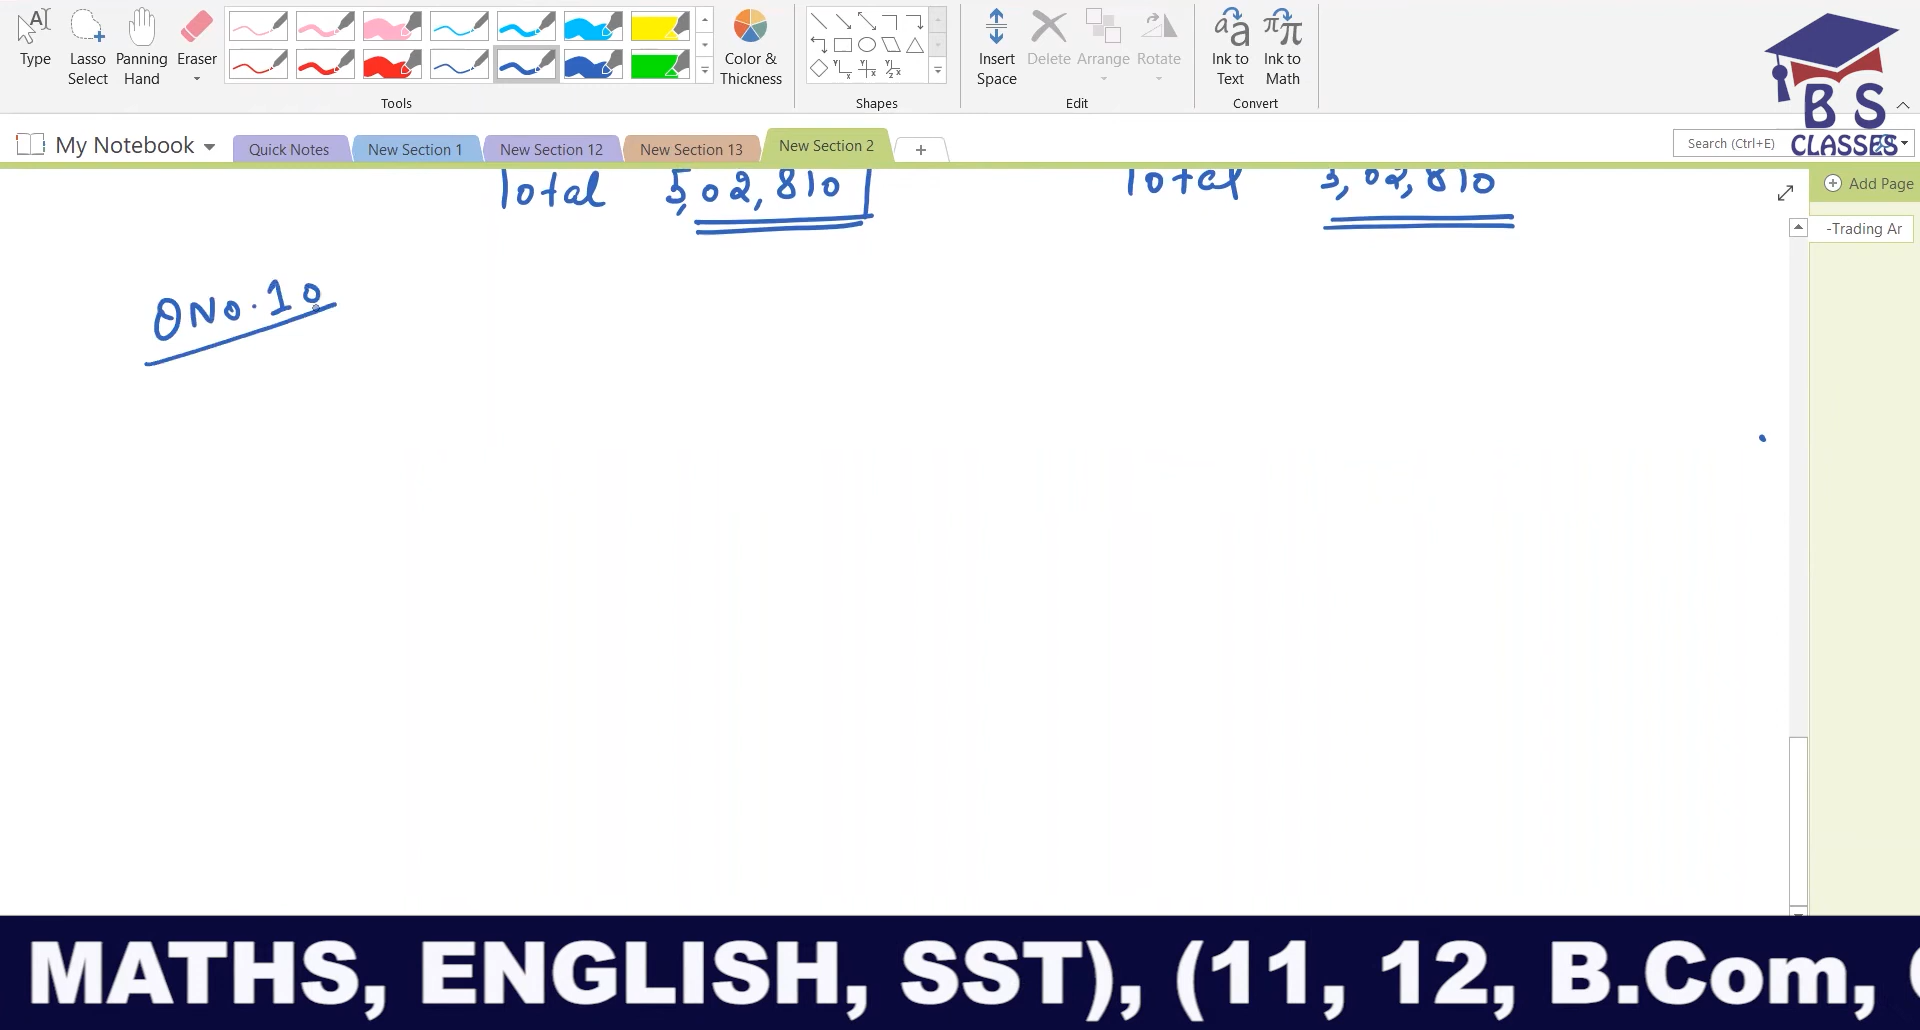 Type
Lasso Select
Panning Hand
Eraser
Color & Thickness
Insert Space
Delete
Arrange
Rotate
Ink to Text
Ink to Math
Tools
Shapes
Edit
Convert
BS
CLASSES
My Notebook
Quick Notes
New Section 1
New Section 12
New Section 13
New Section 2
Search (Ctrl+E)
Add Page
-Trading Ar
Total 5,02,810
Total 5,02,810
QNo.10
MATHS, ENGLISH, SST), (11, 12, B.Com,